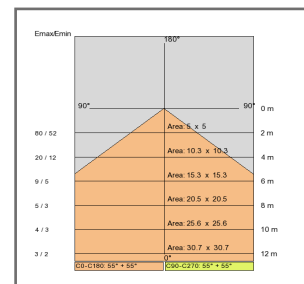 Emax/Emin
180°
90° 90° 0 m
80 / 52 Area: 5 x 5 2 m
20 / 12 Area: 10.3 x 10.3 4 m
9 / 5 Area: 15.3 x 15.3 6 m
5 / 3 Area: 20.5 x 20.5 8 m
4 / 3 Area: 25.6 x 25.6 10 m
3 / 2 Area: 30.7 x 30.7 12 m
0°
C0-C180: 55° + 55° C90-C270: 55° + 55°